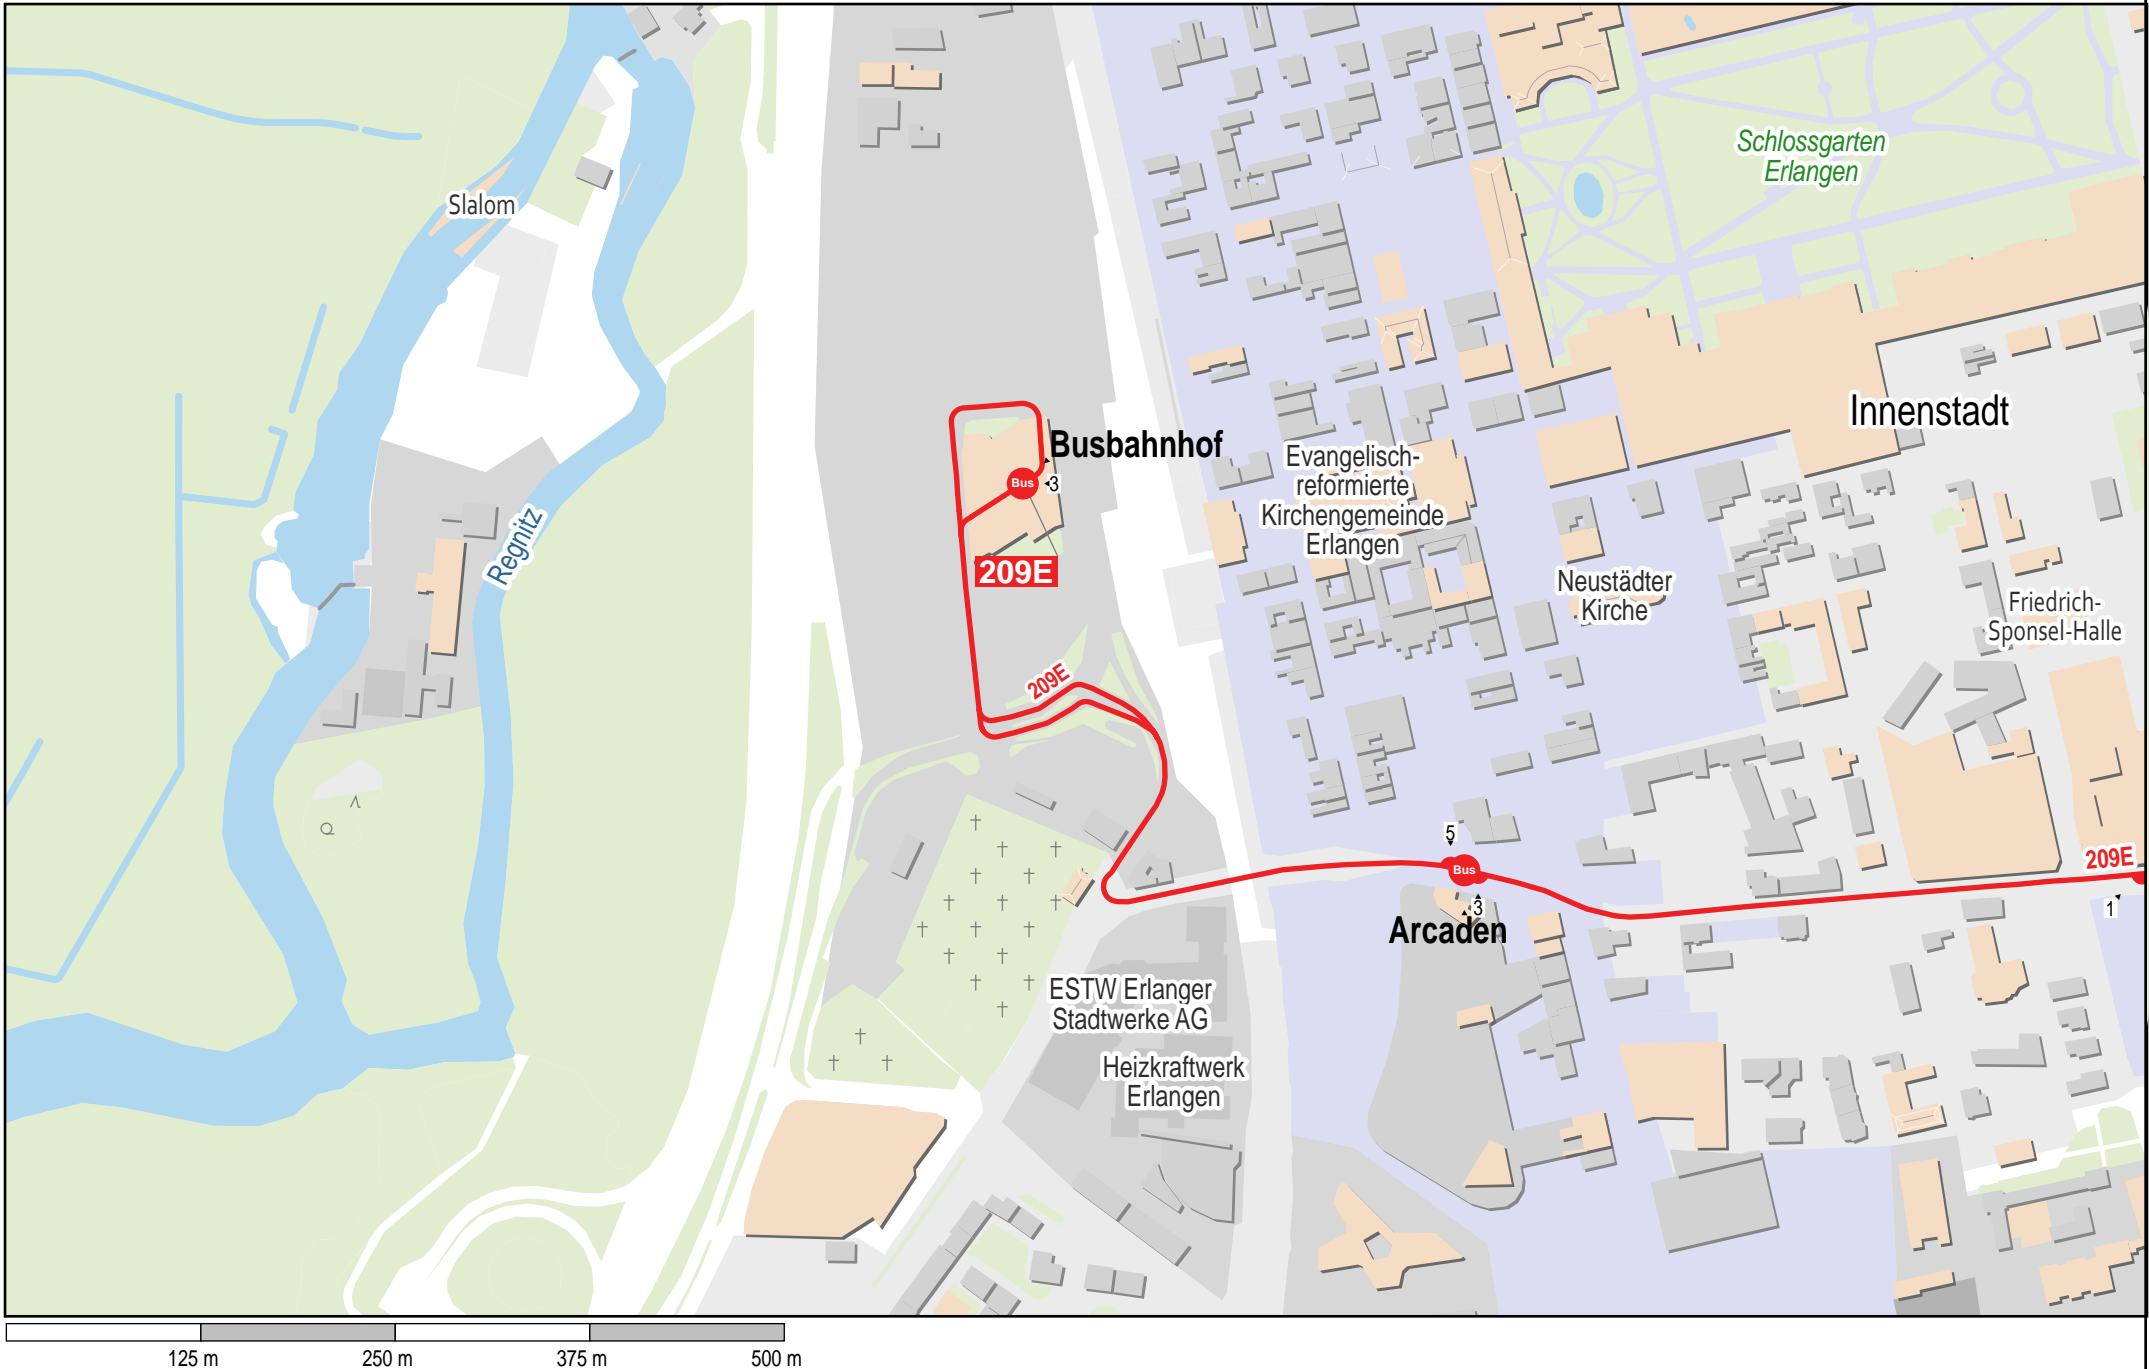 Schlossgarten
Erlangen
Slalom
Innenstadt
Busbahnhof
Bus
3
Evangelisch-
reformierte
Kirchengemeinde
Erlangen
Regnitz
209E
Neustädter
Kirche
Friedrich-
Sponsel-Halle
209E
5
Bus
3
Arcaden
209E
1
ESTW Erlanger
Stadtwerke AG
Heizkraftwerk
Erlangen
125 m
250 m
375 m
500 m